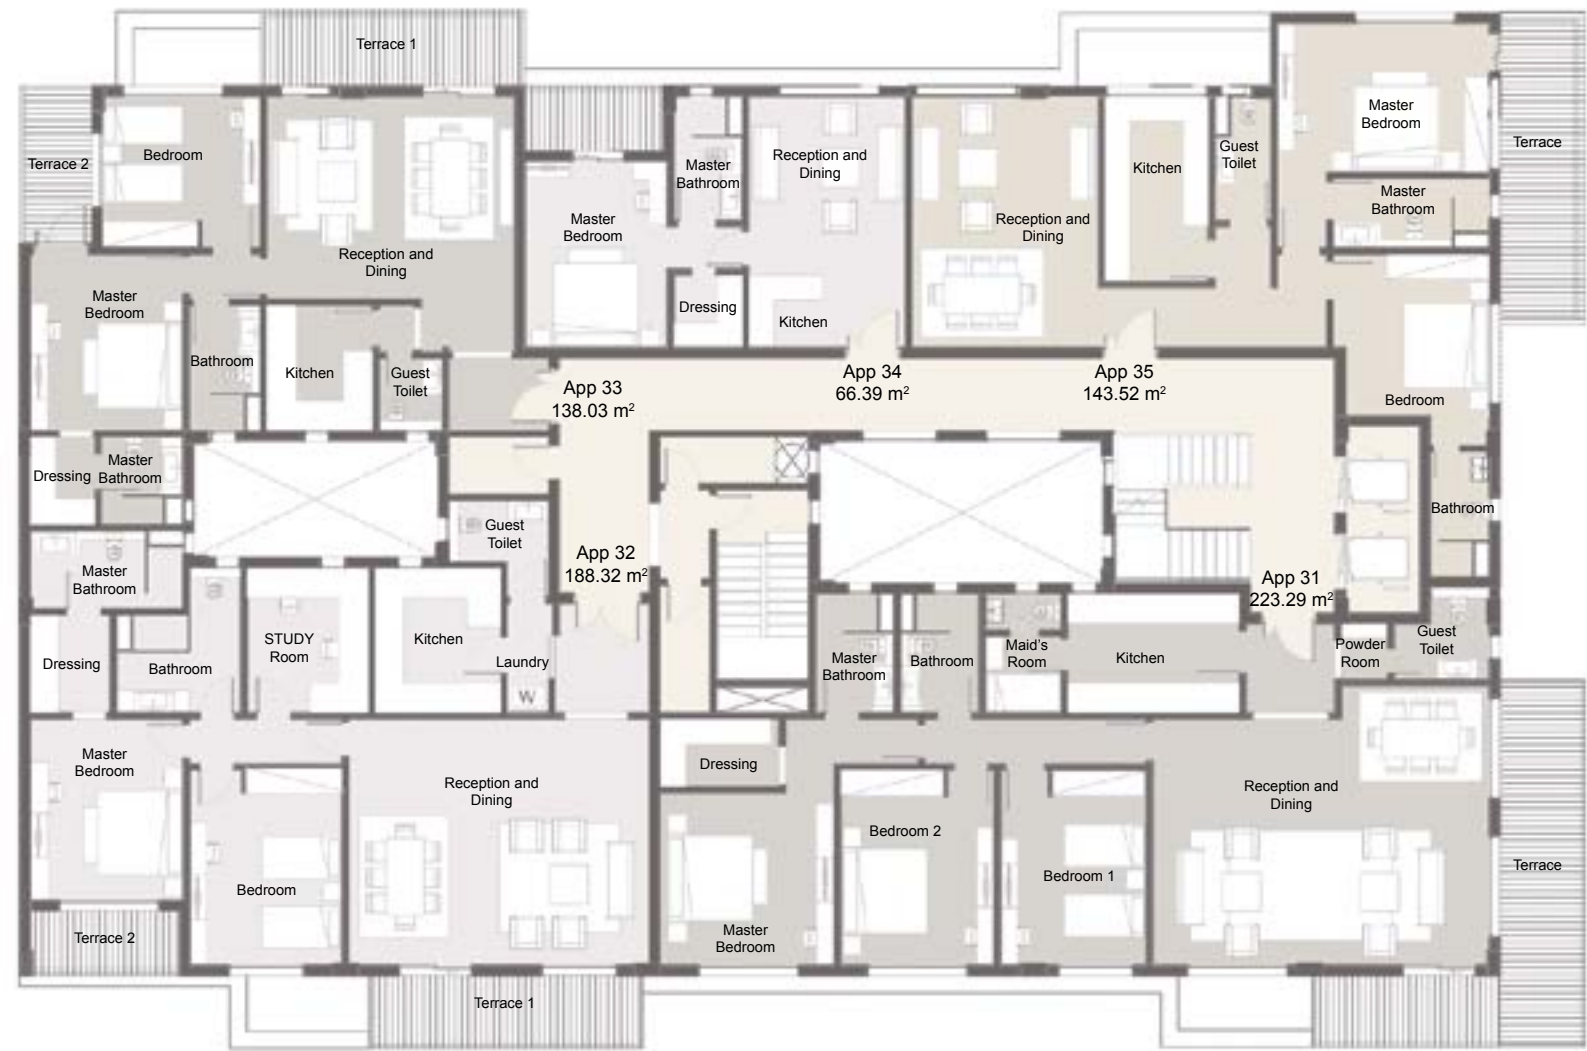 Terrace 1
Terrace 2
Bedroom
Reception and
Dining
Master
Bedroom
Bathroom
Kitchen
Guest
Toilet
Dressing
Master
Bathroom
App 33
138.03 m²
Master
Bedroom
Master
Bathroom
Dressing
Reception and
Dining
Kitchen
App 34
66.39 m²
Reception and
Dining
Kitchen
Guest
Toilet
Master
Bedroom
Terrace
Master
Bathroom
Bedroom
Bathroom
App 35
143.52 m²
Guest
Toilet
App 32
188.32 m²
Master
Bathroom
Dressing
Bathroom
STUDY
Room
Kitchen
Laundry
W
Master
Bedroom
Bedroom
Reception and
Dining
Terrace 2
Terrace 1
App 31
223.29 m²
Master
Bathroom
Bathroom
Maid's
Room
Kitchen
Powder
Room
Guest
Toilet
Dressing
Master
Bedroom
Bedroom 2
Bedroom 1
Reception and
Dining
Terrace